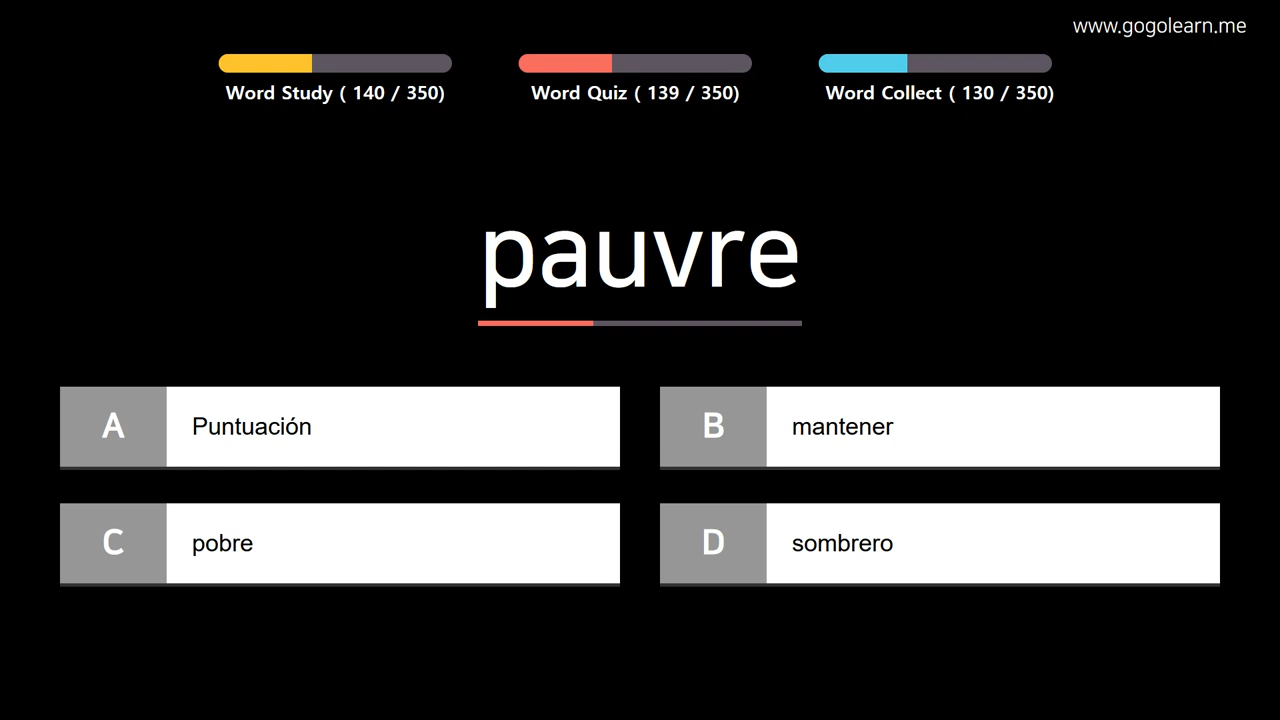 www.gogolearn.me
Word Study ( 140 / 350)
Word Quiz ( 139 / 350)
Word Collect ( 130 / 350)
pauvre
A
Puntuación
B
mantener
C
pobre
D
sombrero